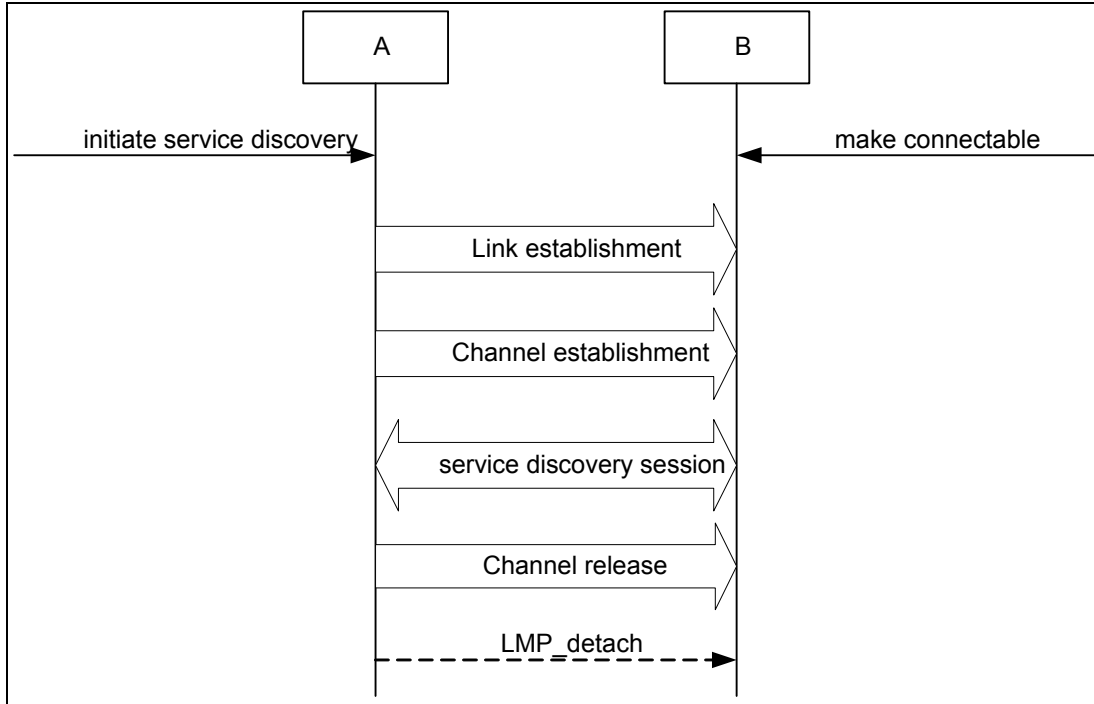 A
B
initiate service discovery
make connectable
Link establishment
Channel establishment
service discovery session
Channel release
LMP_detach